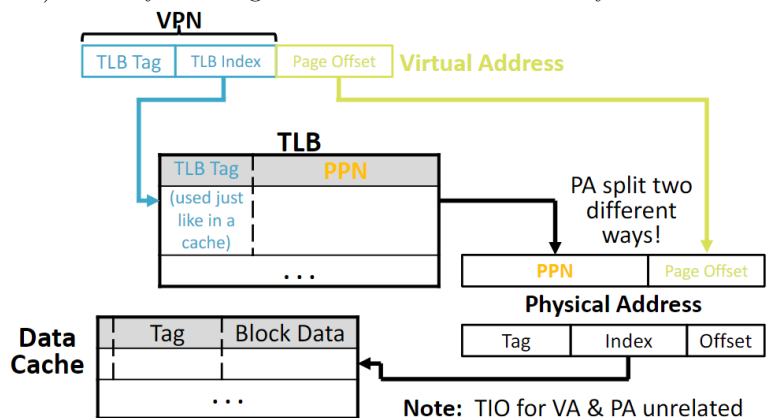 VPN
TLB Tag TLB Index Page Offset Virtual Address
TLB
TLB Tag PPN
(used just
like in a
cache)
...
PA split two
different
ways!
PPN Page Offset
Physical Address
Tag Index Offset
Data
Cache
Tag Block Data
...
Note: TIO for VA & PA unrelated